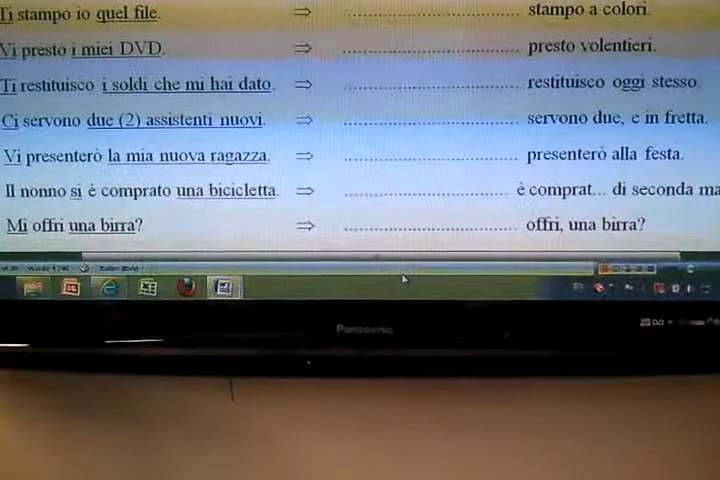 Ti stampo io quel file. ⇒ .......................................... stampo a colori.
Vi presto i miei DVD. ⇒ .......................................... presto volentieri.
Ti restituisco i soldi che mi hai dato. ⇒ .......................................... restituisco oggi stesso.
Ci servono due (2) assistenti nuovi. ⇒ .......................................... servono due, e in fretta.
Vi presenterò la mia nuova ragazza. ⇒ .......................................... presenterò alla festa.
Il nonno si è comprato una bicicletta. ⇒ .......................................... è comprat... di seconda ma
Mi offri una birra? ⇒ .......................................... offri, una birra?
Panasonic